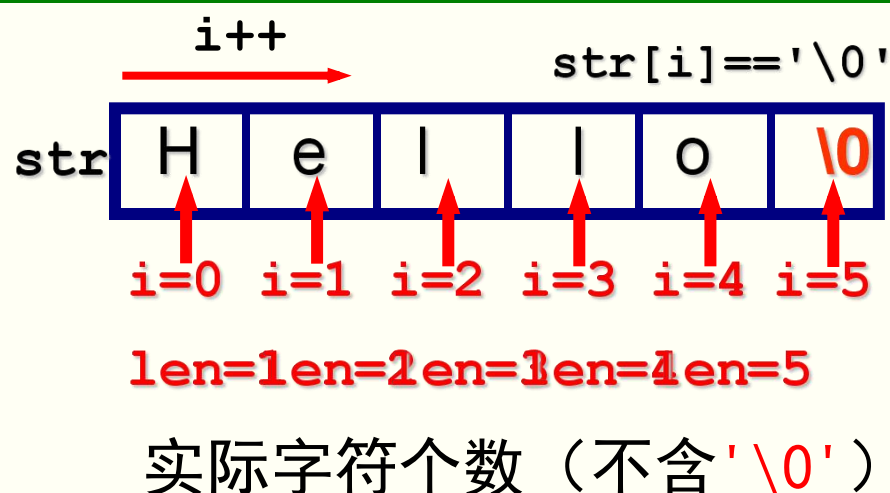 i++
str[i]=='\0'
str H e l l o \0
i=0 i=1 i=2 i=3 i=4 i=5
len=1 len=2 len=3 len=4 len=5
实际字符个数（不含'\0'）